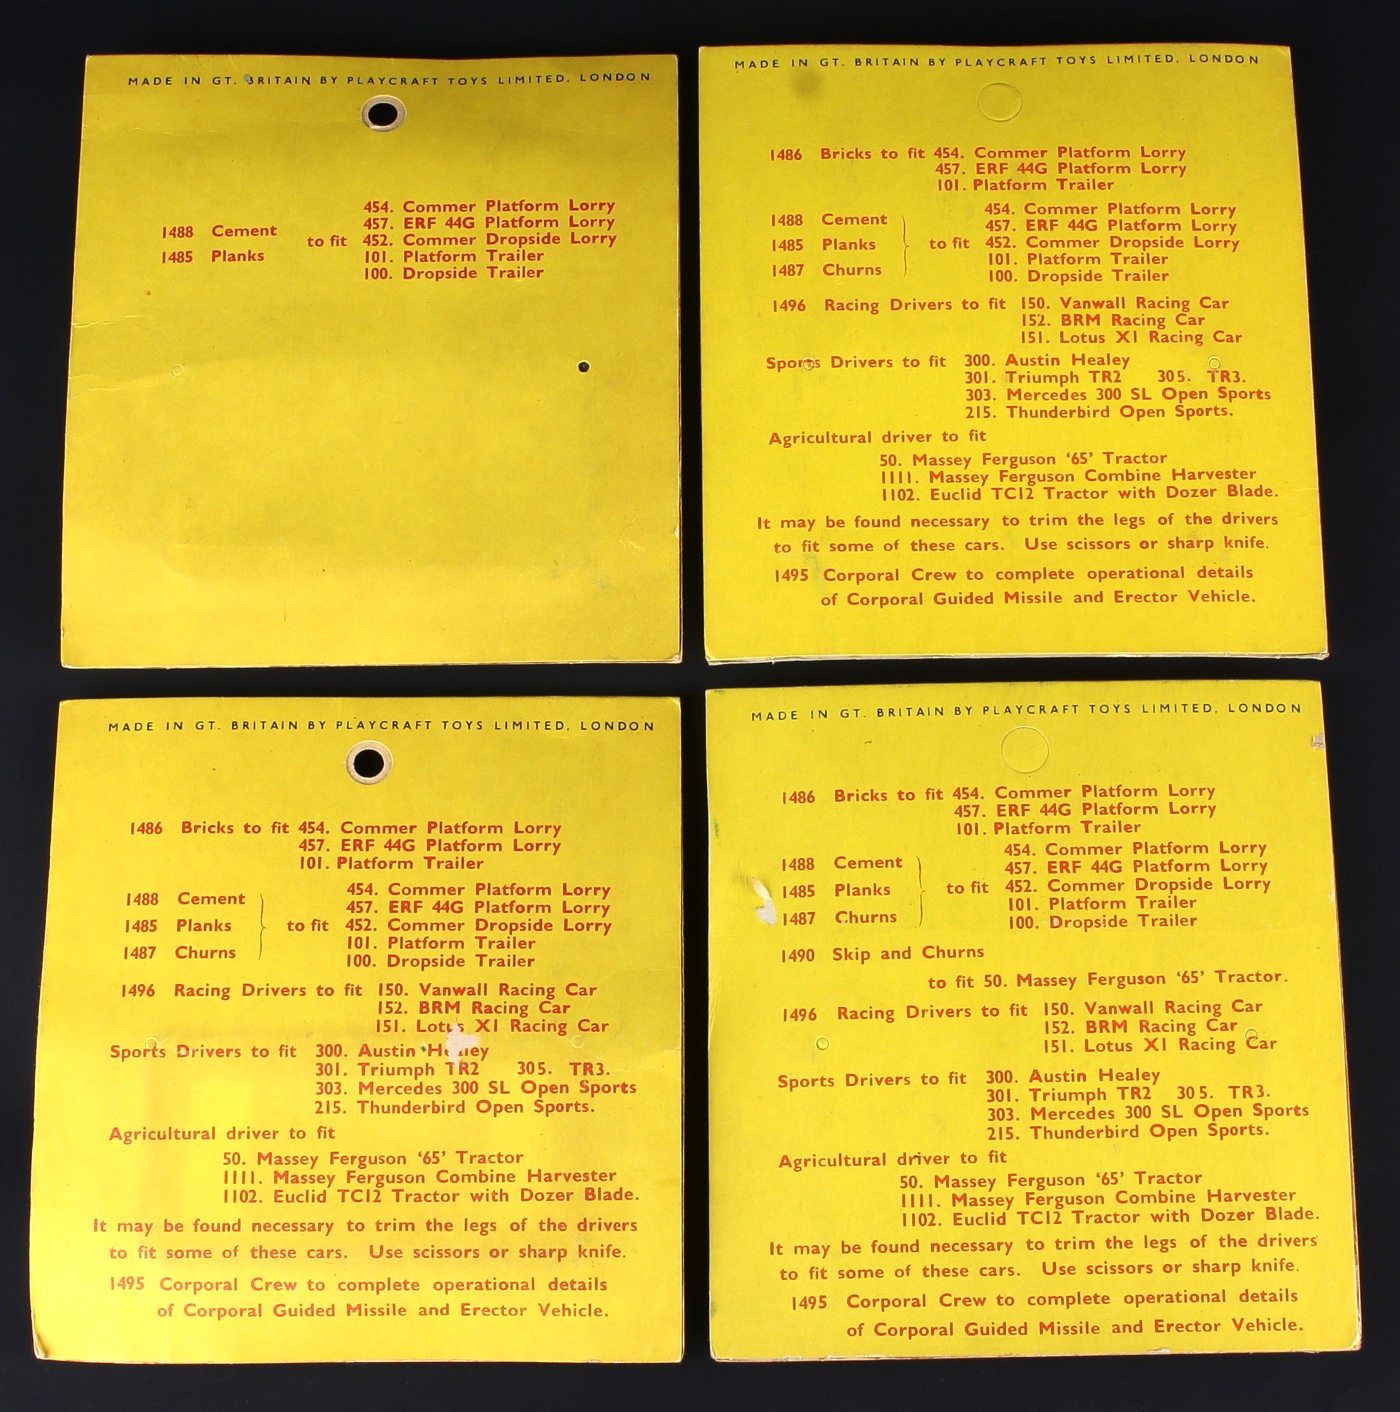 MADE IN GT. BRITAIN BY PLAYCRAFT TOYS LIMITED, LONDON
454. Commer Platform Lorry
457. ERF 44G Platform Lorry
1488 Cement
to fit 452. Commer Dropside Lorry
1485 Planks
101. Platform Trailer
100. Dropside Trailer
MADE IN GT. BRITAIN BY PLAYCRAFT TOYS LIMITED, LONDON
1486 Bricks to fit 454. Commer Platform Lorry
457. ERF 44G Platform Lorry
101. Platform Trailer
454. Commer Platform Lorry
1488 Cement
457. ERF 44G Platform Lorry
1485 Planks to fit 452. Commer Dropside Lorry
101. Platform Trailer
1487 Churns
100. Dropside Trailer
1496 Racing Drivers to fit 150. Vanwall Racing Car
152. BRM Racing Car
151. Lotus X1 Racing Car
Sports Drivers to fit 300. Austin Healey
301. Triumph TR2 305. TR3.
303. Mercedes 300 SL Open Sports
215. Thunderbird Open Sports.
Agricultural driver to fit
50. Massey Ferguson ‘65’ Tractor
1111. Massey Ferguson Combine Harvester
1102. Euclid TC12 Tractor with Dozer Blade.
It may be found necessary to trim the legs of the drivers
to fit some of these cars. Use scissors or sharp knife.
1495 Corporal Crew to complete operational details
of Corporal Guided Missile and Erector Vehicle.
MADE IN GT. BRITAIN BY PLAYCRAFT TOYS LIMITED, LONDON
1486 Bricks to fit 454. Commer Platform Lorry
457. ERF 44G Platform Lorry
101. Platform Trailer
454. Commer Platform Lorry
1488 Cement
457. ERF 44G Platform Lorry
1485 Planks to fit 452. Commer Dropside Lorry
101. Platform Trailer
1487 Churns
100. Dropside Trailer
1496 Racing Drivers to fit 150. Vanwall Racing Car
152. BRM Racing Car
151. Lotus X1 Racing Car
Sports Drivers to fit 300. Austin Healey
301. Triumph TR2 305. TR3.
303. Mercedes 300 SL Open Sports
215. Thunderbird Open Sports.
Agricultural driver to fit
50. Massey Ferguson ‘65’ Tractor
1111. Massey Ferguson Combine Harvester
1102. Euclid TC12 Tractor with Dozer Blade.
It may be found necessary to trim the legs of the drivers
to fit some of these cars. Use scissors or sharp knife.
1495 Corporal Crew to complete operational details
of Corporal Guided Missile and Erector Vehicle.
MADE IN GT. BRITAIN BY PLAYCRAFT TOYS LIMITED, LONDON
1486 Bricks to fit 454. Commer Platform Lorry
457. ERF 44G Platform Lorry
101. Platform Trailer
454. Commer Platform Lorry
1488 Cement
457. ERF 44G Platform Lorry
1485 Planks to fit 452. Commer Dropside Lorry
101. Platform Trailer
1487 Churns
100. Dropside Trailer
1490 Skip and Churns
to fit 50. Massey Ferguson ‘65’ Tractor.
1496 Racing Drivers to fit 150. Vanwall Racing Car
152. BRM Racing Car
151. Lotus X1 Racing Car
Sports Drivers to fit 300. Austin Healey
301. Triumph TR2 305. TR3.
303. Mercedes 300 SL Open Sports
215. Thunderbird Open Sports.
Agricultural driver to fit
50. Massey Ferguson ‘65’ Tractor
1111. Massey Ferguson Combine Harvester
1102. Euclid TC12 Tractor with Dozer Blade.
It may be found necessary to trim the legs of the drivers
to fit some of these cars. Use scissors or sharp knife.
1495 Corporal Crew to complete operational details
of Corporal Guided Missile and Erector Vehicle.